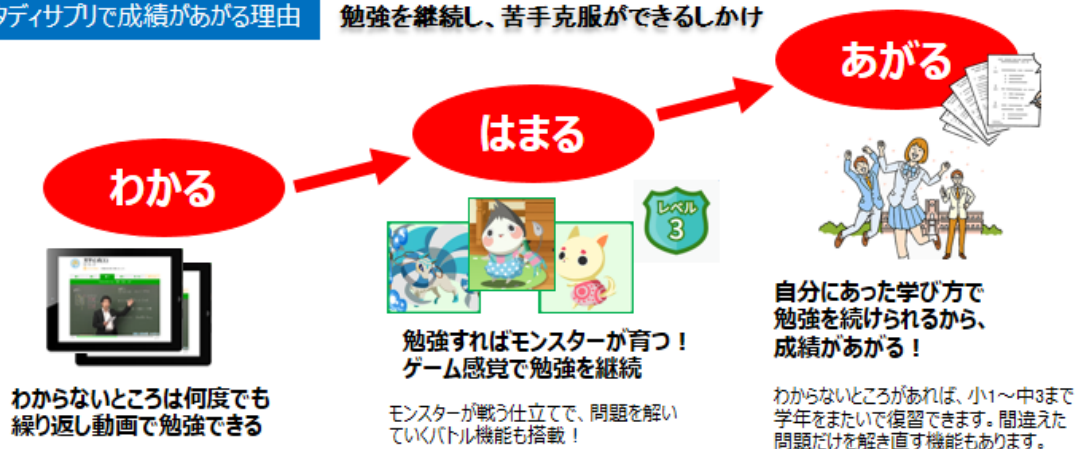 タディサプリで成績があがる理由
勉強を継続し、苦手克服ができるしかけ
わかる
はまる
あがる
レベル
3
わからないところは何度でも
繰り返し動画で勉強できる
勉強すればモンスターが育つ！
ゲーム感覚で勉強を継続
モンスターが戦う仕立てで、問題を解い
ていくバトル機能も搭載！
自分にあった学び方で
勉強を続けられるから、
成績があがる！
わからないところがあれば、小1～中3まで
学年をまたいで復習できます。間違えた
問題だけを解き直す機能もあります。